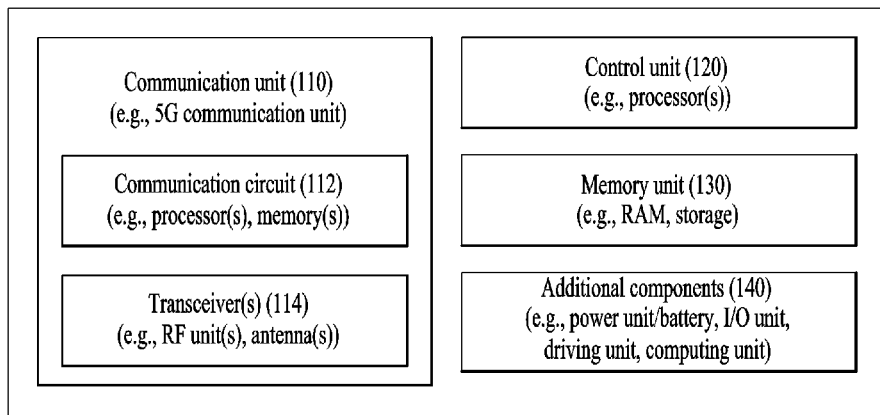 Communication unit (110)
(e.g., 5G communication unit)
Communication circuit (112)
(e.g., processor(s), memory(s))
Transceiver(s) (114)
(e.g., RF unit(s), antenna(s))
Control unit (120)
(e.g., processor(s))
Memory unit (130)
(e.g., RAM, storage)
Additional components (140)
(e.g., power unit/battery, I/O unit,
driving unit, computing unit)